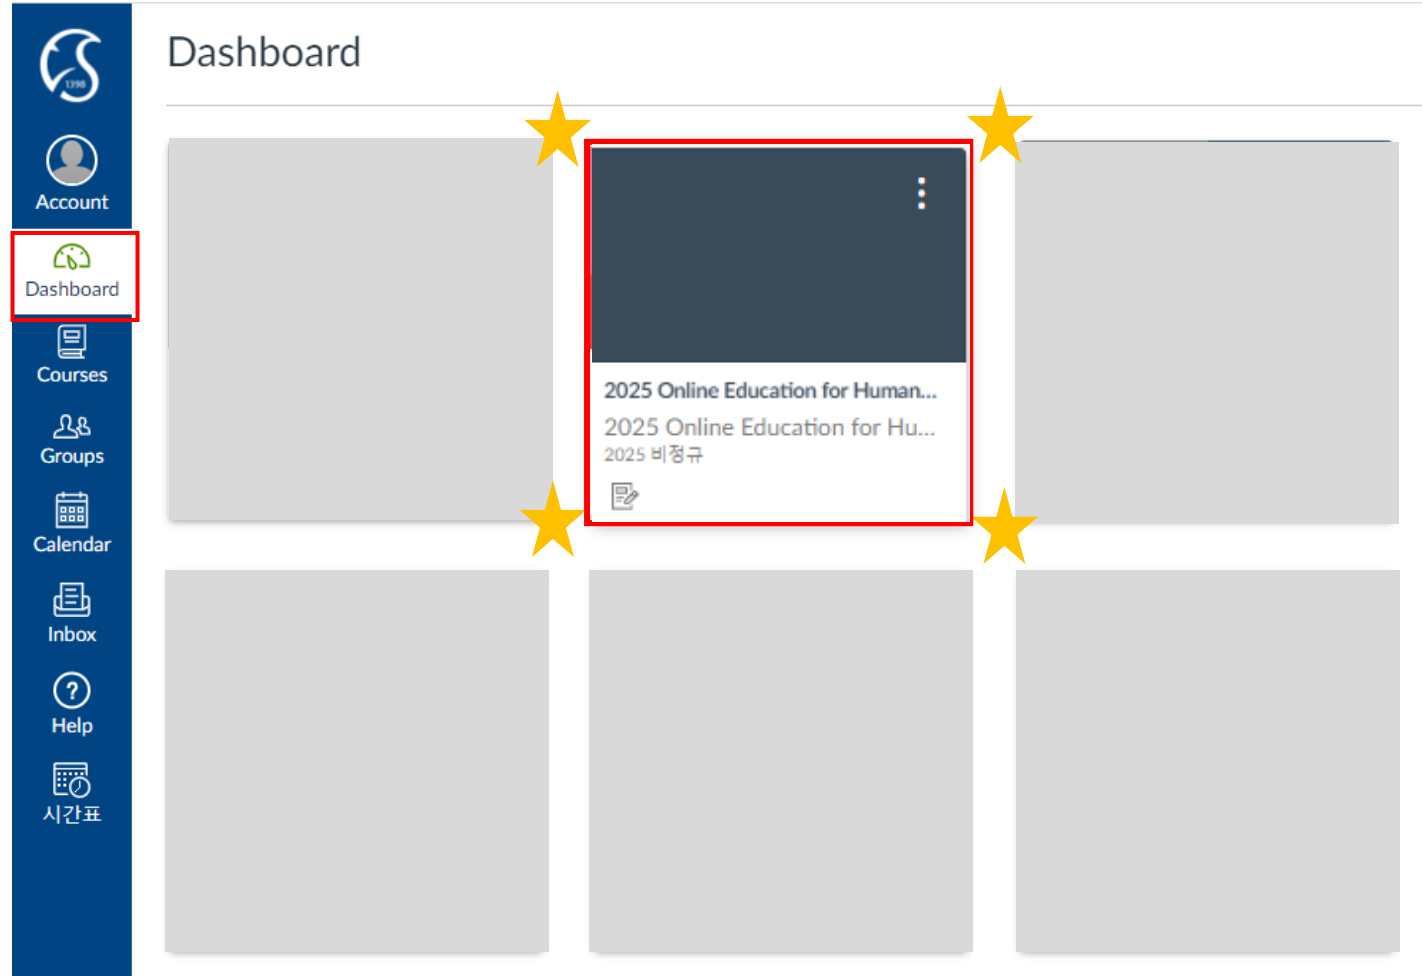 1398
Dashboard
Account
Dashboard
Courses
Groups
Calendar
Inbox
Help
시간표
2025 Online Education for Human...
2025 Online Education for Hu...
2025 비정규